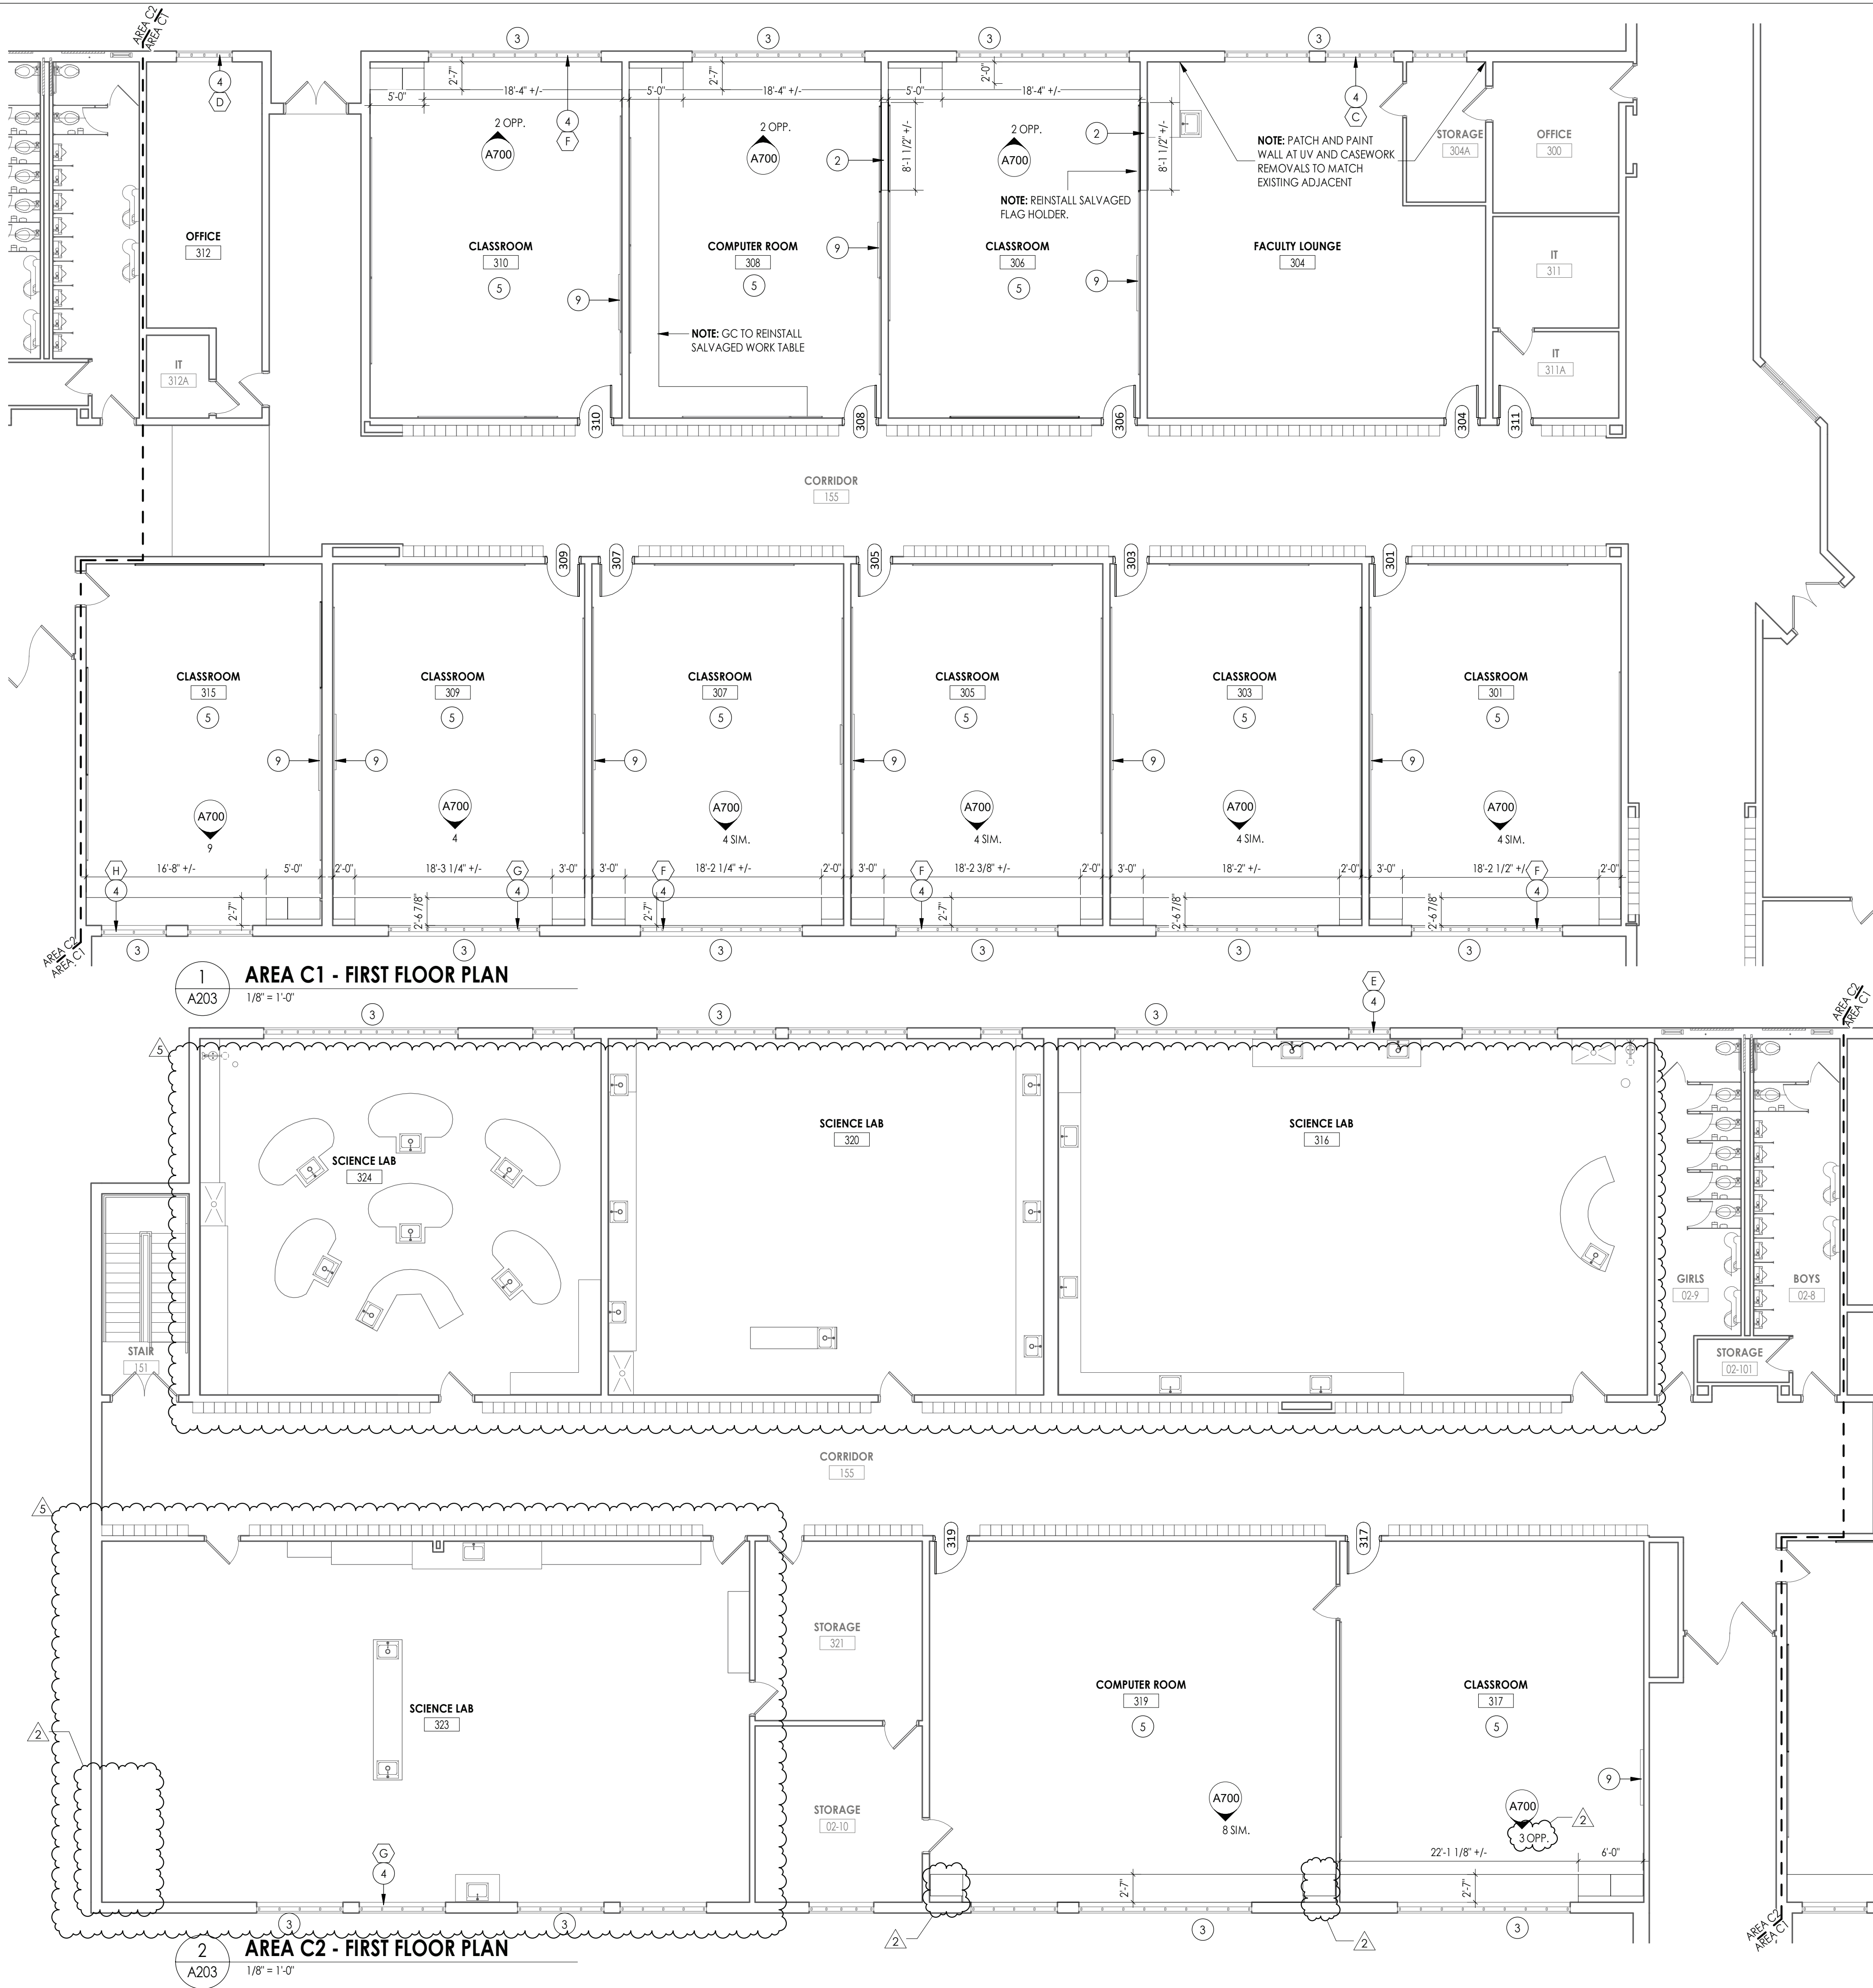 AREA C2
AREA C1
3
3
3
3
4
D
2'-7"
5'-0"
18'-4" +/-
4
F
2'-7"
5'-0"
18'-4" +/-
2'-0"
5'-0"
18'-4" +/-
4
C
2 OPP.
A700
2 OPP.
A700
2 OPP.
A700
2
8'-1 1/2" +/-
2
8'-1 1/2" +/-
NOTE: PATCH AND PAINT
WALL AT UV AND CASEWORK
REMOVALS TO MATCH
EXISTING ADJACENT
STORAGE
304A
OFFICE
300
NOTE: REINSTALL SALVAGED
FLAG HOLDER.
OFFICE
312
CLASSROOM
310
5
COMPUTER ROOM
308
5
CLASSROOM
306
5
FACULTY LOUNGE
304
IT
311
9
9
9
NOTE: GC TO REINSTALL
SALVAGED WORK TABLE
IT
312A
IT
311A
310
308
306
304
311
CORRIDOR
155
309
307
305
303
301
CLASSROOM
315
5
CLASSROOM
309
5
CLASSROOM
307
5
CLASSROOM
305
5
CLASSROOM
303
5
CLASSROOM
301
5
9
9
9
9
9
9
A700
9
A700
4
A700
4 SIM.
A700
4 SIM.
A700
4 SIM.
A700
4 SIM.
H
4
16'-8" +/-
5'-0"
2'-0"
18'-3 1/4" +/-
G
4
3'-0"
3'-0"
F
4
18'-2 1/4" +/-
2'-0"
3'-0"
F
4
18'-2 3/8" +/-
2'-0"
3'-0"
18'-2" +/-
2'-0"
3'-0"
18'-2 1/2" +/-
F
4
2'-0"
2'-7"
2'-6 7/8"
2'-7"
2'-7"
2'-6 7/8"
2'-6 7/8"
3
3
3
3
3
3
AREA C2
AREA C1
1
A203
AREA C1 - FIRST FLOOR PLAN
1/8" = 1'-0"
E
4
AREA C2
AREA C1
3
3
3
5
SCIENCE LAB
324
SCIENCE LAB
320
SCIENCE LAB
316
GIRLS
02-9
BOYS
02-8
STAIR
151
STORAGE
02-101
CORRIDOR
155
5
319
317
STORAGE
321
SCIENCE LAB
323
COMPUTER ROOM
319
5
CLASSROOM
317
5
2
9
STORAGE
02-10
A700
8 SIM.
A700
3 OPP.
2
G
4
22'-1 1/8" +/-
6'-0"
2'-7"
2'-7"
3
3
3
3
2
2
AREA C2
AREA C1
2
A203
AREA C2 - FIRST FLOOR PLAN
1/8" = 1'-0"